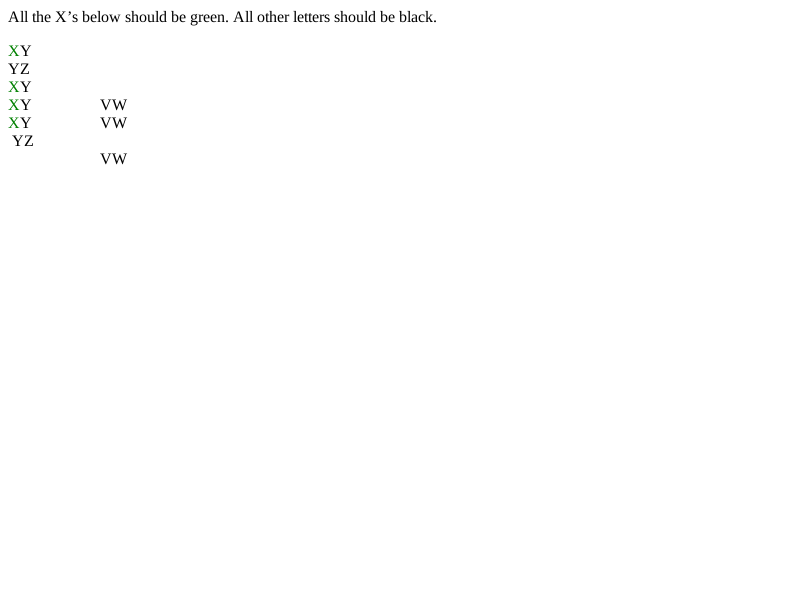 All the X’s below should be green. All other letters should be black.
XY
YZ
XY
XY VW
XY VW
YZ
VW